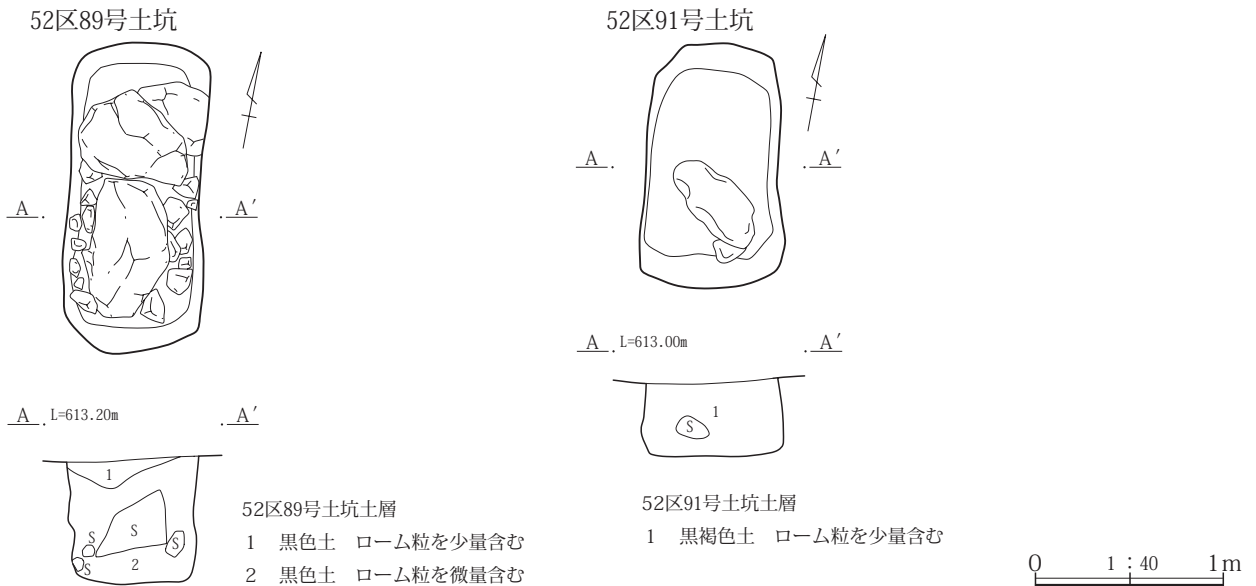 52区89号土坑
A . . A′
A . L=613.20m . A′
1
S
S
S
S
2
52区89号土坑土層
1 黒色土 ローム粒を少量含む
2 黒色土 ローム粒を微量含む
52区91号土坑
A . . A′
A . L=613.00m . A′
1
S
52区91号土坑土層
1 黒褐色土 ローム粒を少量含む
0 1：40 1m